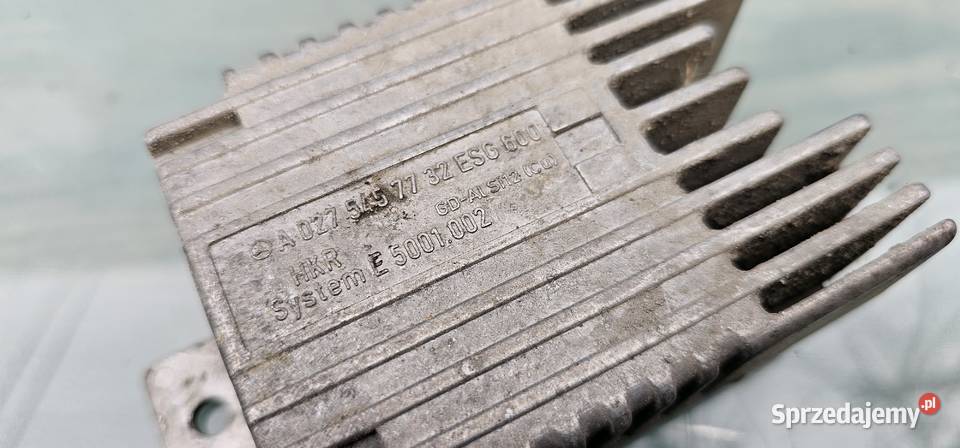 A 027 545 77 32 ESG 600
HKR GD-AlSi12 (Cu)
System E 5001.002
Sprzedajemy .pl